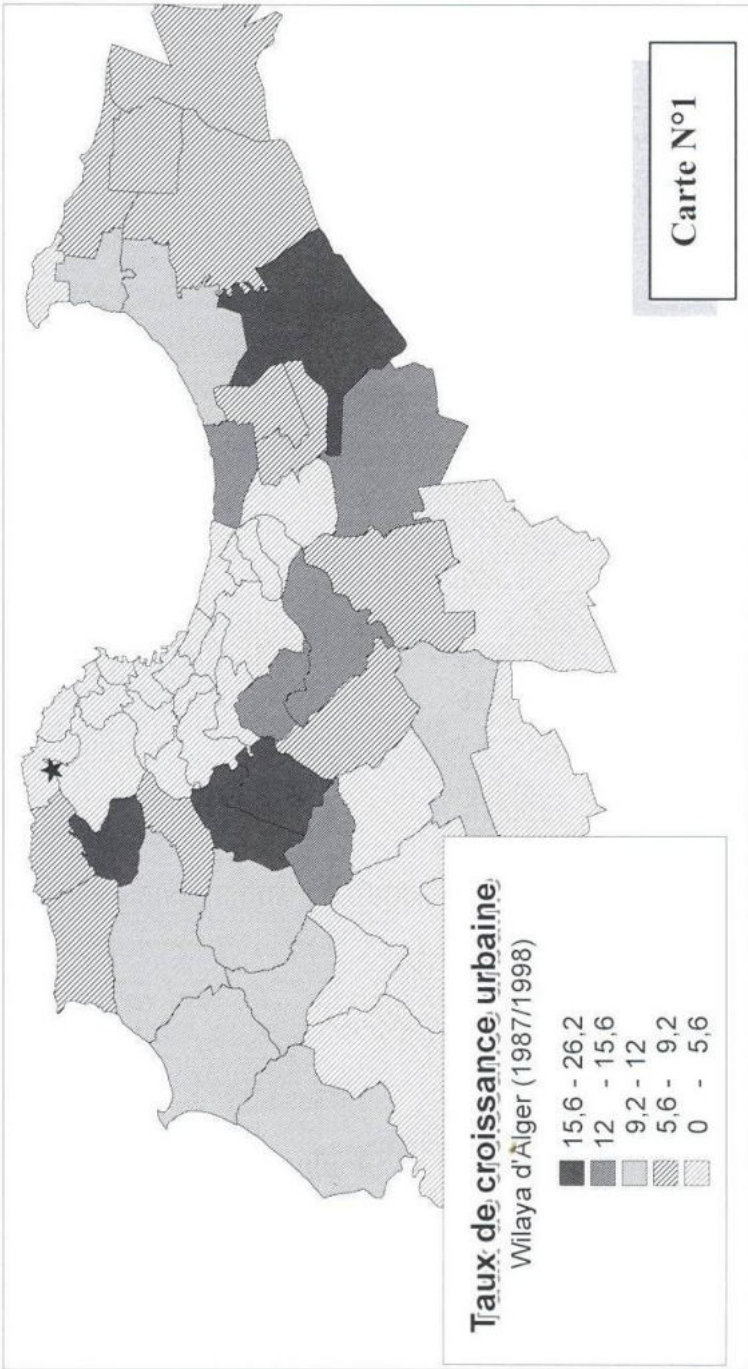 Carte N°1
Taux de croissance urbaine
Wilaya d'Alger (1987/1998)
15,6 - 26,2
12 - 15,6
9,2 - 12
5,6 - 9,2
0 - 5,6